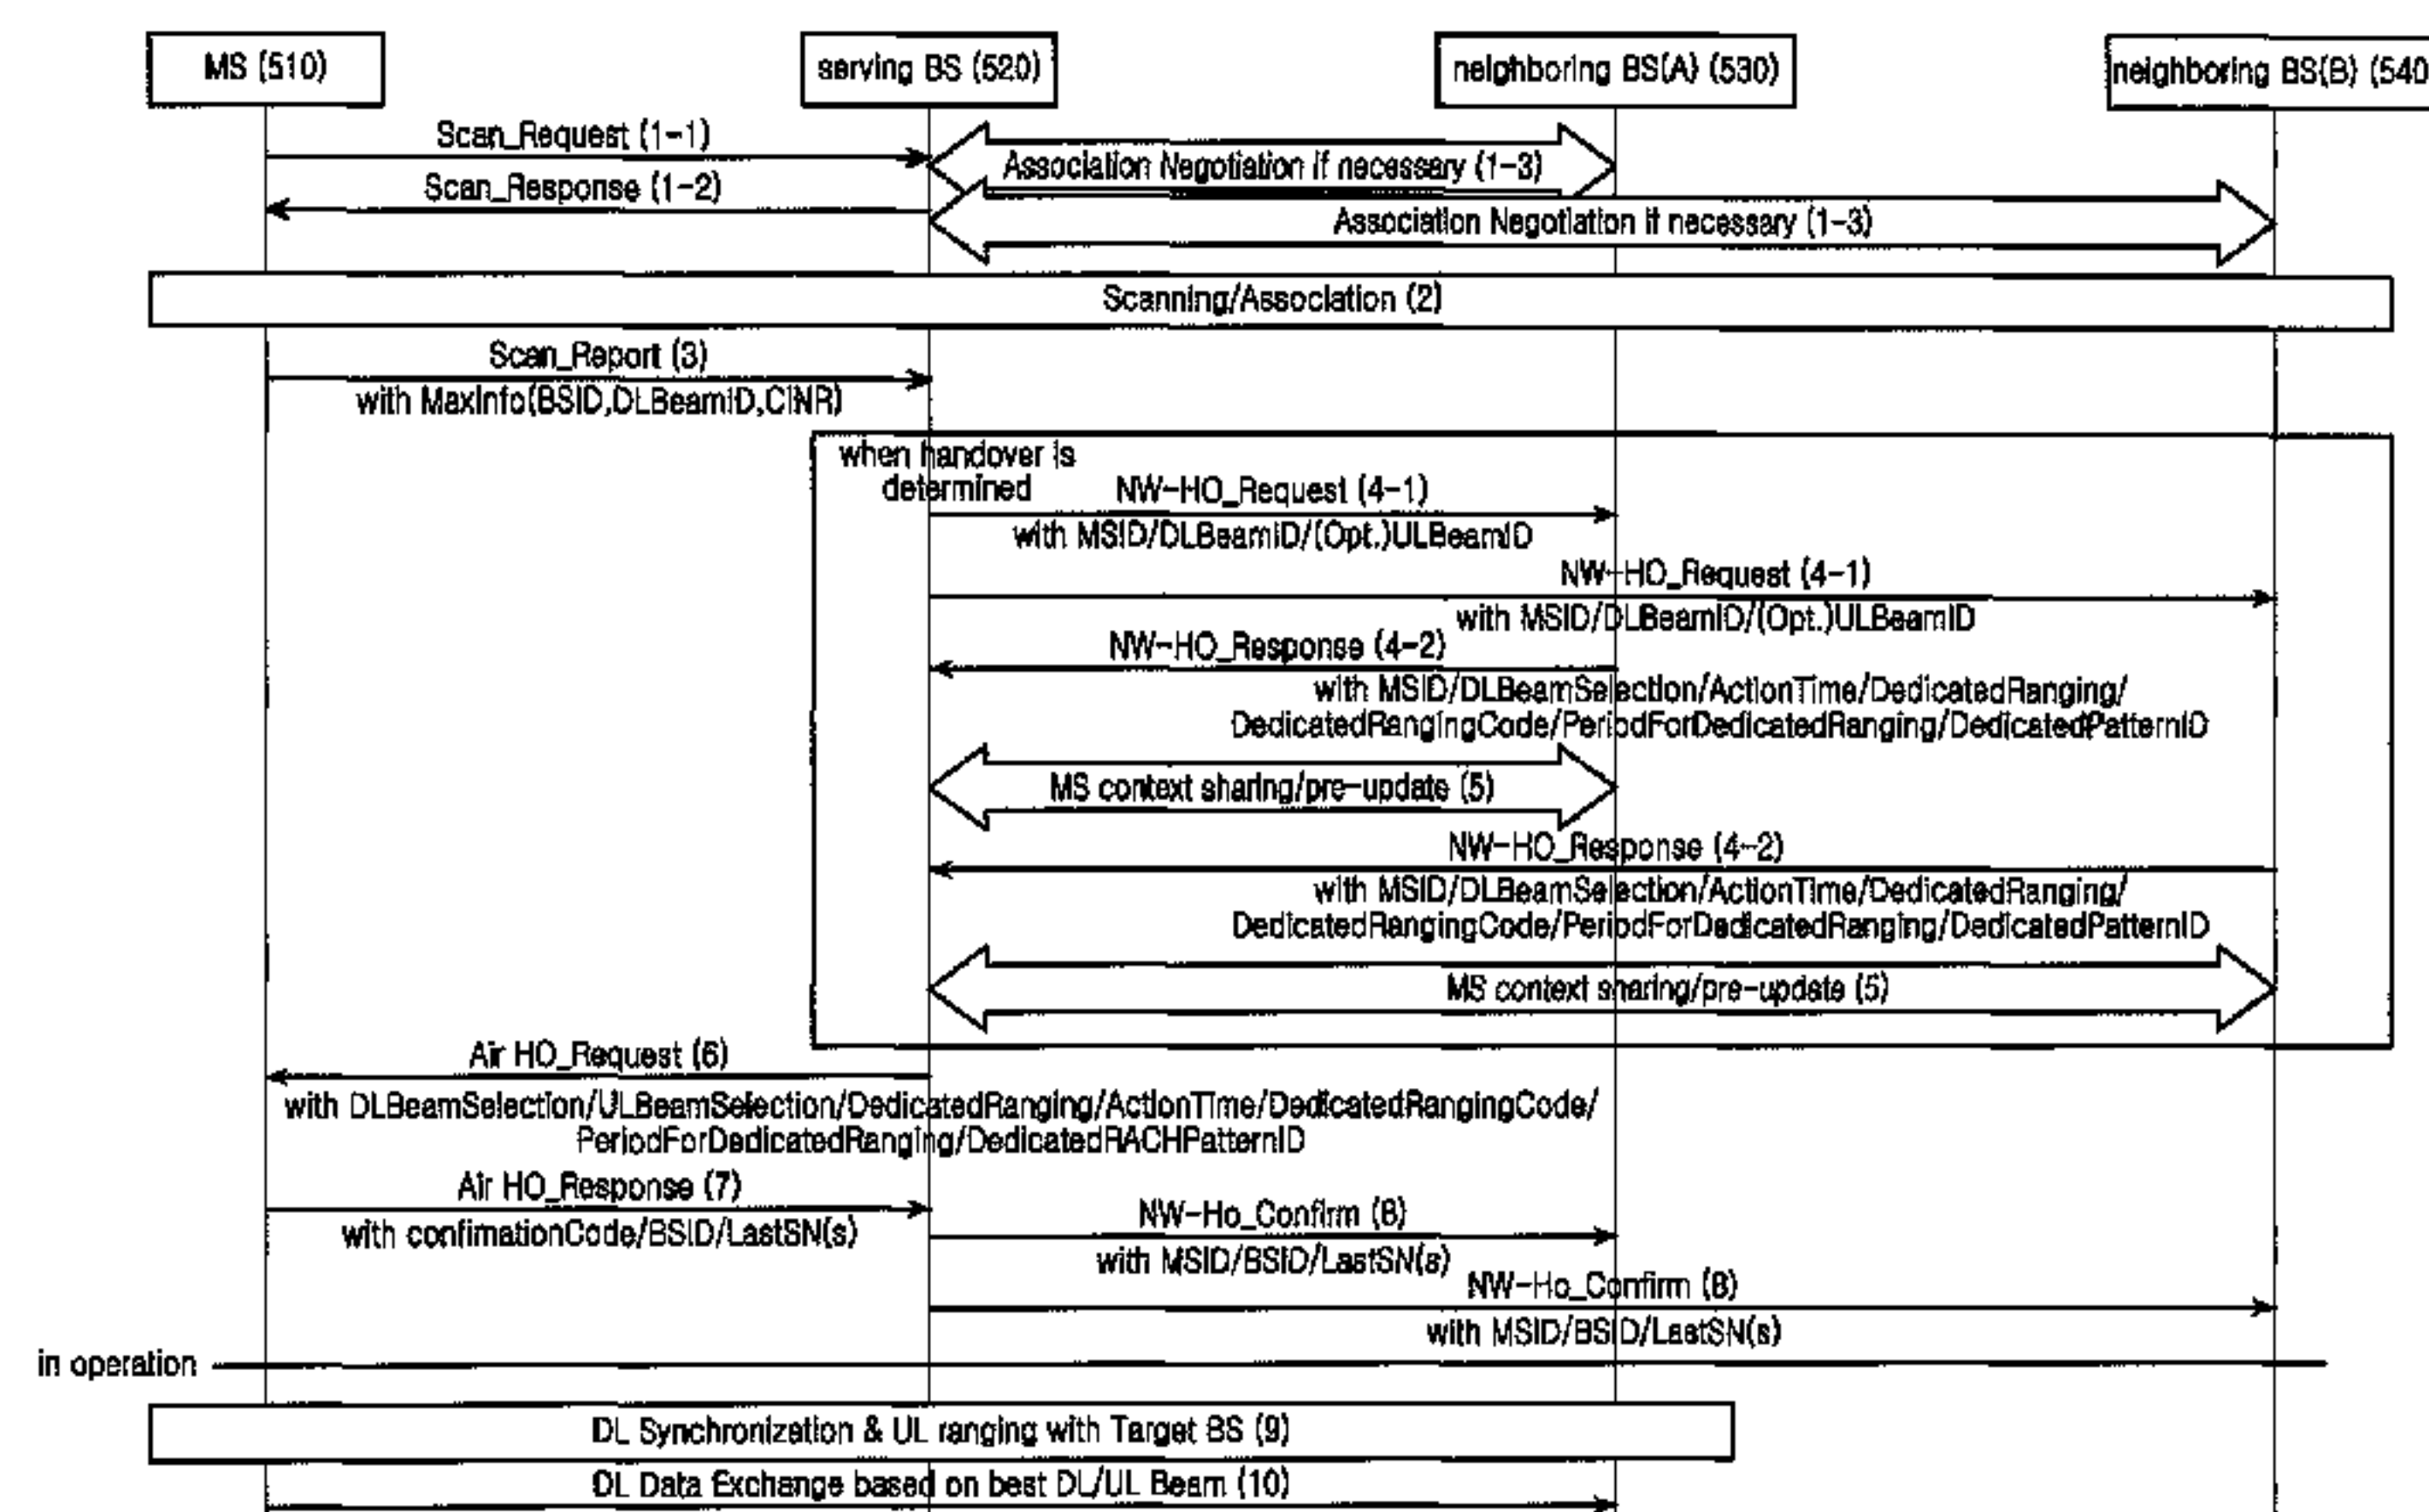 MS (510)
serving BS (520)
neighboring BS(A) (530)
neighboring BS(B) (540
Scan_Request (1-1)
Association Negotiation if necessary (1-3)
Scan_Response (1-2)
Association Negotiation if necessary (1-3)
Scanning/Association (2)
Scan_Report (3)
with MaxInfo(BSID,DLBeamID,CINR)
when handover is
determined
NW-HO_Request (4-1)
with MSID/DLBeamID/(Opt.)ULBeamID
NW-HO_Request (4-1)
with MSID/DLBeamID/(Opt.)ULBeamID
NW-HO_Response (4-2)
with MSID/DLBeamSelection/ActionTime/DedicatedRanging/
DedicatedRangingCode/PeriodForDedicatedRanging/DedicatedPatternID
MS context sharing/pre-update (5)
NW-HO_Response (4-2)
with MSID/DLBeamSelection/ActionTime/DedicatedRanging/
DedicatedRangingCode/PeriodForDedicatedRanging/DedicatedPatternID
MS context sharing/pre-update (5)
Air HO_Request (6)
with DLBeamSelection/ULBeamSelection/DedicatedRanging/ActionTime/DedicatedRangingCode/
PeriodForDedicatedRanging/DedicatedRACHPatternID
Air HO_Response (7)
with confimationCode/BSID/LastSN(s)
NW-Ho_Confirm (8)
with MSID/BSID/LastSN(s)
NW-Ho_Confirm (8)
with MSID/BSID/LastSN(s)
in operation
DL Synchronization & UL ranging with Target BS (9)
DL Data Exchange based on best DL/UL Beam (10)